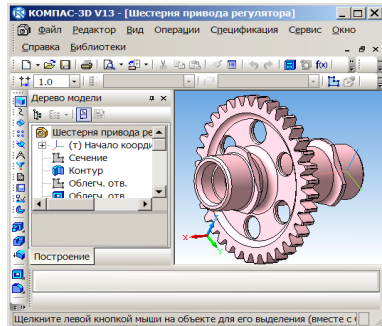 КОМПАС-3D V13 - [Шестерня привода регулятора]
Файл Редактор Вид Операции Спецификация Сервис Окно
Справка Библиотеки
f(x)
1.0
Дерево модели
Шестерня привода ре
(т) Начало коорди
Сечение
Контур
Облегч. отв.
Облегч. отв.
Построение
X
Y
Щелкните левой кнопкой мыши на объекте для его выделения (вместе с